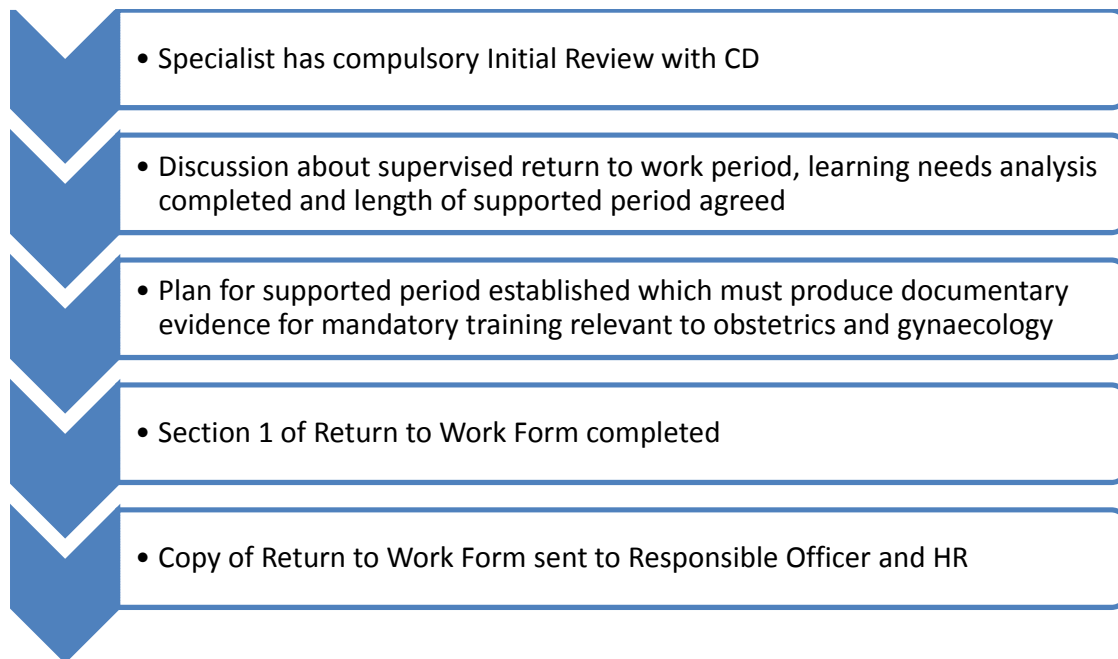 • Specialist has compulsory Initial Review with CD
• Discussion about supervised return to work period, learning needs analysis
completed and length of supported period agreed
• Plan for supported period established which must produce documentary
evidence for mandatory training relevant to obstetrics and gynaecology
• Section 1 of Return to Work Form completed
• Copy of Return to Work Form sent to Responsible Officer and HR